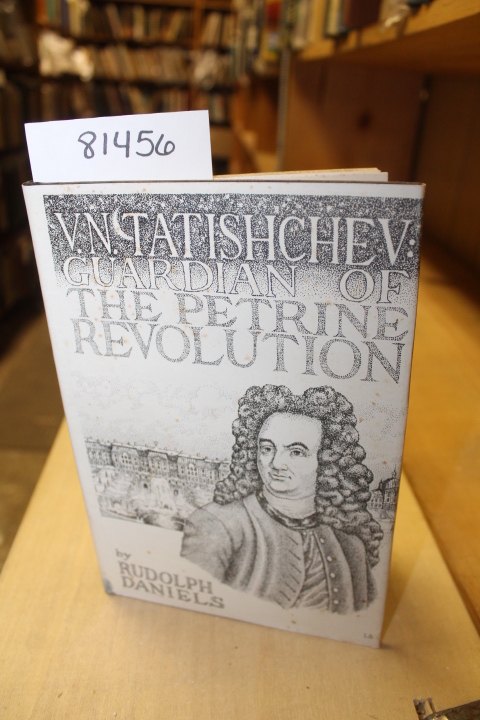 81456
V.N. TATISHCHEV:
GUARDIAN OF
THE PETRINE
REVOLUTION
by
RUDOLPH
DANIELS